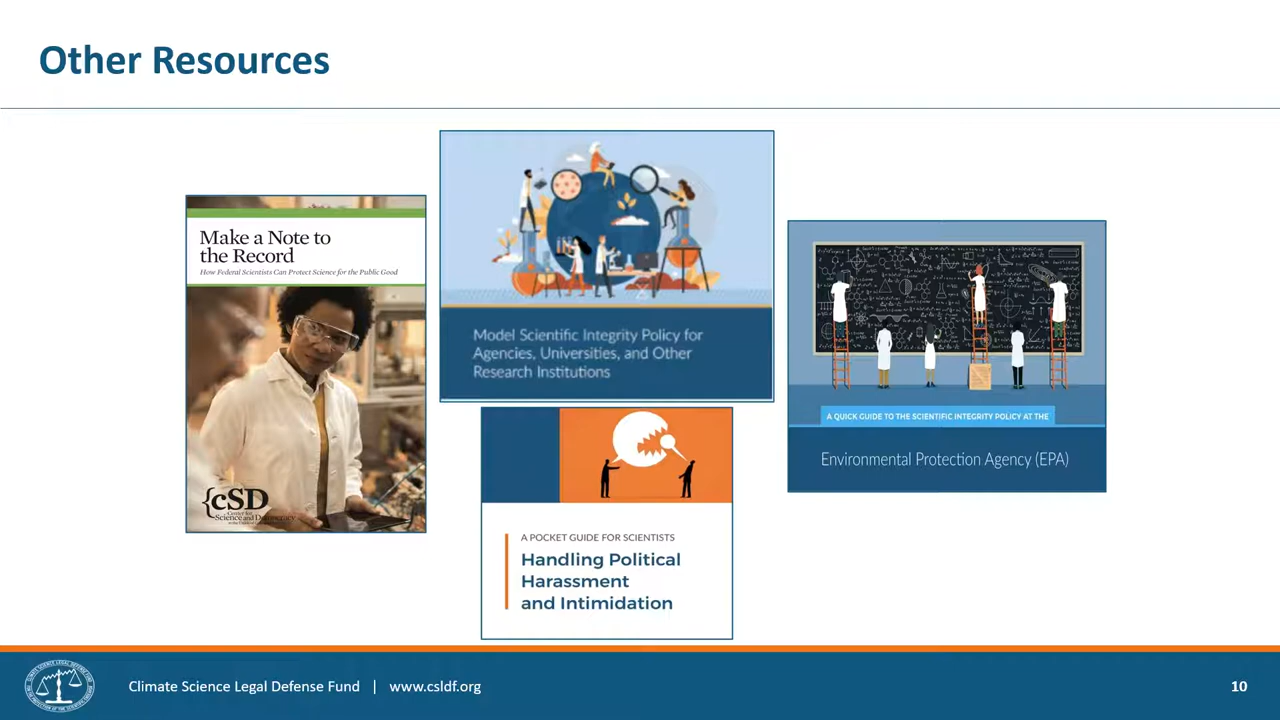 Other Resources
Make a Note to
the Record
How Federal Scientists Can Protect Science for the Public Good
{cSD
Center for
Science and Democracy
Model Scientific Integrity Policy for
Agencies, Universities, and Other
Research Institutions
A POCKET GUIDE FOR SCIENTISTS
Handling Political
Harassment
and Intimidation
A QUICK GUIDE TO THE SCIENTIFIC INTEGRITY POLICY AT THE
Environmental Protection Agency (EPA)
Climate Science Legal Defense Fund | www.csldf.org
10